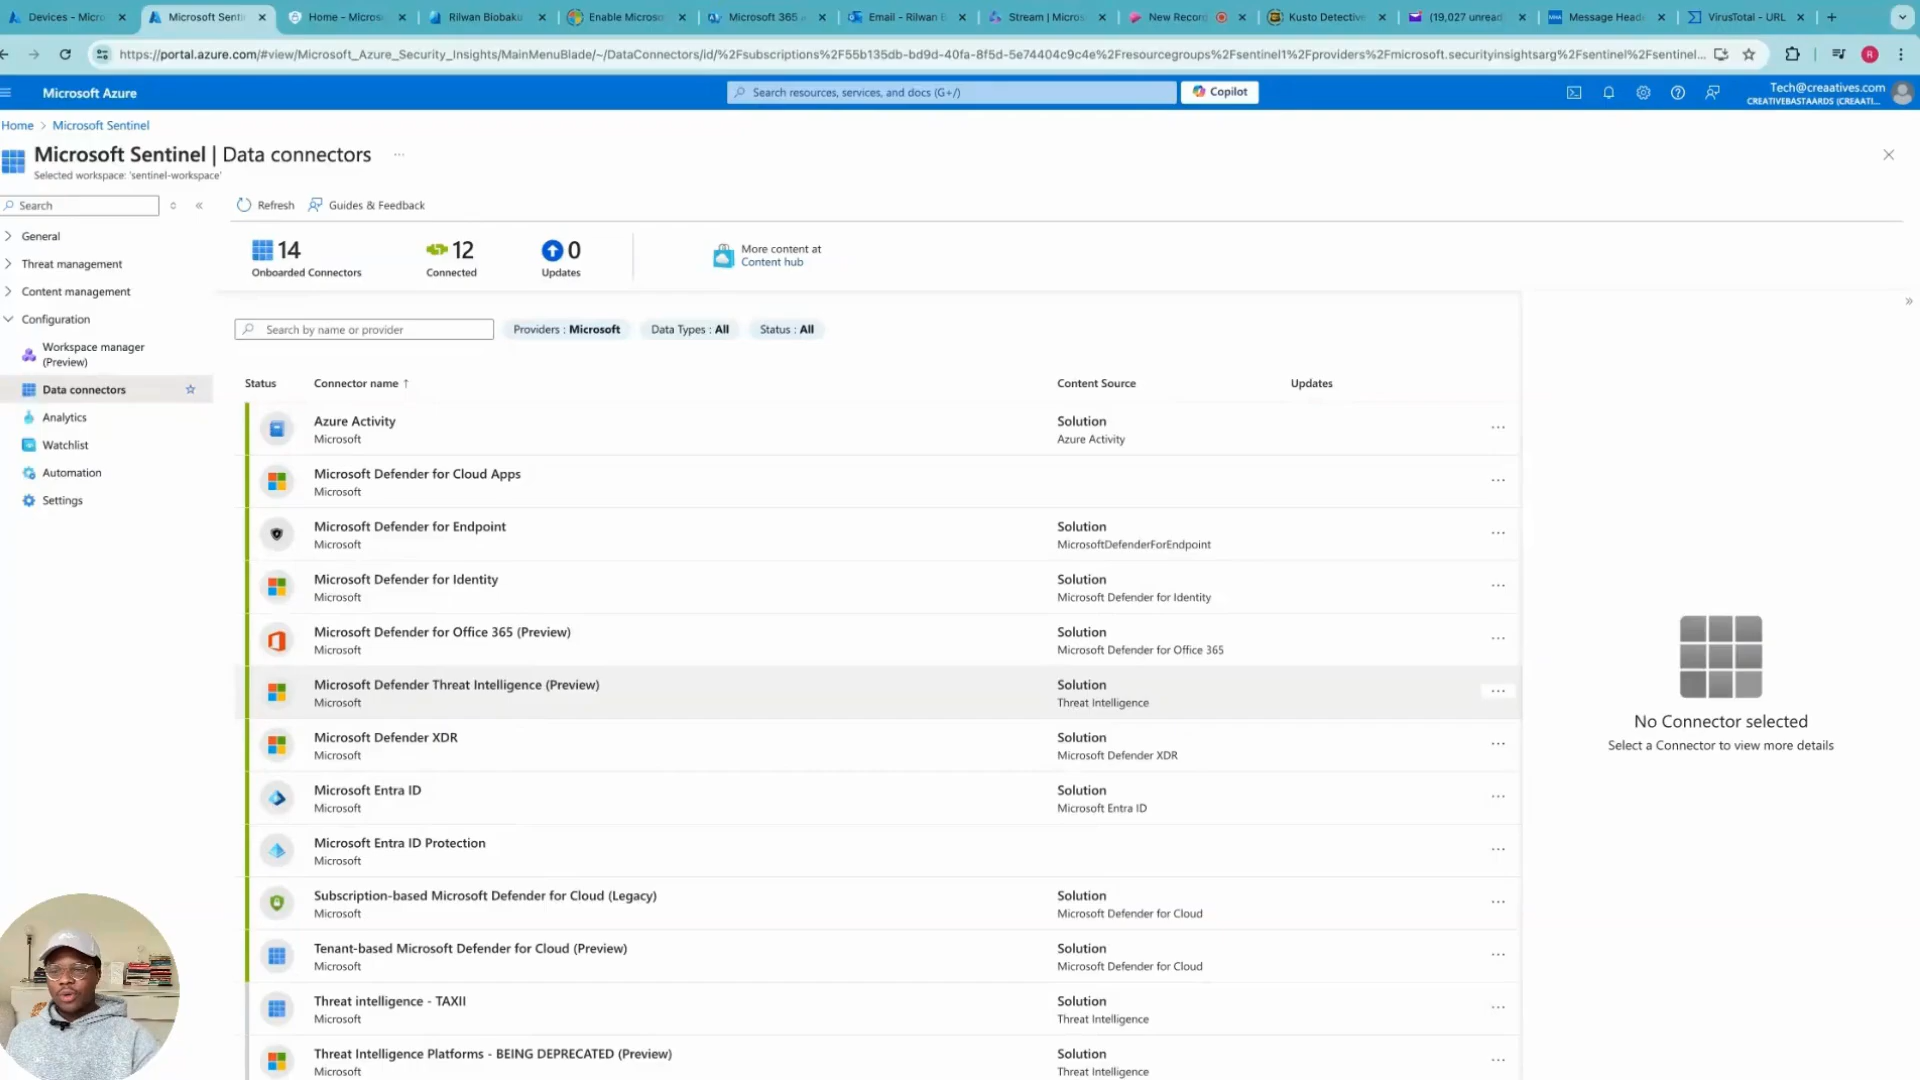 Devices - Micro
Microsoft Senti
Home - Micros
Rilwan Biobaku
Enable Microso
Microsoft 365
Email - Rilwan B
Stream | Micros
New Record
Kusto Detective
(19,027 unread
Message Head
VirusTotal - URL
https://portal.azure.com/#view/Microsoft_Azure_Security_Insights/MainMenuBlade/~/DataConnectors/id/%2Fsubscriptions%2F55b135db-bd9d-40fa-8f5d-5e74404c9c4e%2Fresourcegroups%2Fsentinel1%2Fproviders%2Fmicrosoft.securityinsightsarg%2Fsentinel%2Fsentinel...
R
Microsoft Azure
Search resources, services, and docs (G+/)
Copilot
Tech@creaatives.com
CREATIVEBASTAARDS (CREAATI...
Home > Microsoft Sentinel
Microsoft Sentinel | Data connectors ...
Selected workspace: 'sentinel-workspace'
Search
Refresh
Guides & Feedback
General
Threat management
Content management
Configuration
Workspace manager
(Preview)
Data connectors
Analytics
Watchlist
Automation
Settings
14
Onboarded Connectors
12
Connected
0
Updates
More content at
Content hub
Search by name or provider
Providers : Microsoft
Data Types : All
Status : All
Status
Connector name ↑
Content Source
Updates
Azure Activity
Microsoft
Solution
Azure Activity
Microsoft Defender for Cloud Apps
Microsoft
Microsoft Defender for Endpoint
Microsoft
Solution
MicrosoftDefenderForEndpoint
Microsoft Defender for Identity
Microsoft
Solution
Microsoft Defender for Identity
Microsoft Defender for Office 365 (Preview)
Microsoft
Solution
Microsoft Defender for Office 365
Microsoft Defender Threat Intelligence (Preview)
Microsoft
Solution
Threat Intelligence
Microsoft Defender XDR
Microsoft
Solution
Microsoft Defender XDR
Microsoft Entra ID
Microsoft
Solution
Microsoft Entra ID
Microsoft Entra ID Protection
Microsoft
Subscription-based Microsoft Defender for Cloud (Legacy)
Microsoft
Solution
Microsoft Defender for Cloud
Tenant-based Microsoft Defender for Cloud (Preview)
Microsoft
Solution
Microsoft Defender for Cloud
Threat intelligence - TAXII
Microsoft
Solution
Threat Intelligence
Threat Intelligence Platforms - BEING DEPRECATED (Preview)
Microsoft
Solution
Threat Intelligence
No Connector selected
Select a Connector to view more details